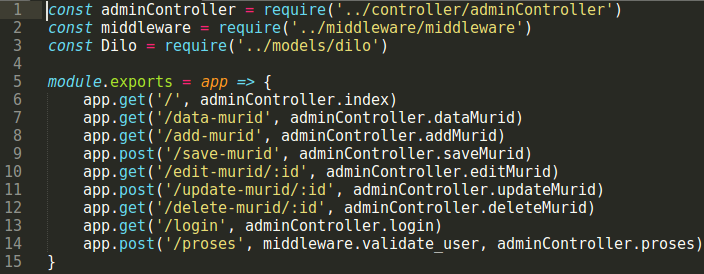 1 const adminController = require('../controller/adminController')
2 const middleware = require('../middleware/middleware')
3 const Dilo = require('../models/dilo')
4
5 module.exports = app => {
6     app.get('/', adminController.index)
7     app.get('/data-murid', adminController.dataMurid)
8     app.get('/add-murid', adminController.addMurid)
9     app.post('/save-murid', adminController.saveMurid)
10     app.get('/edit-murid/:id', adminController.editMurid)
11     app.post('/update-murid/:id', adminController.updateMurid)
12     app.get('/delete-murid/:id', adminController.deleteMurid)
13     app.get('/login', adminController.login)
14     app.post('/proses', middleware.validate_user, adminController.proses)
15 }